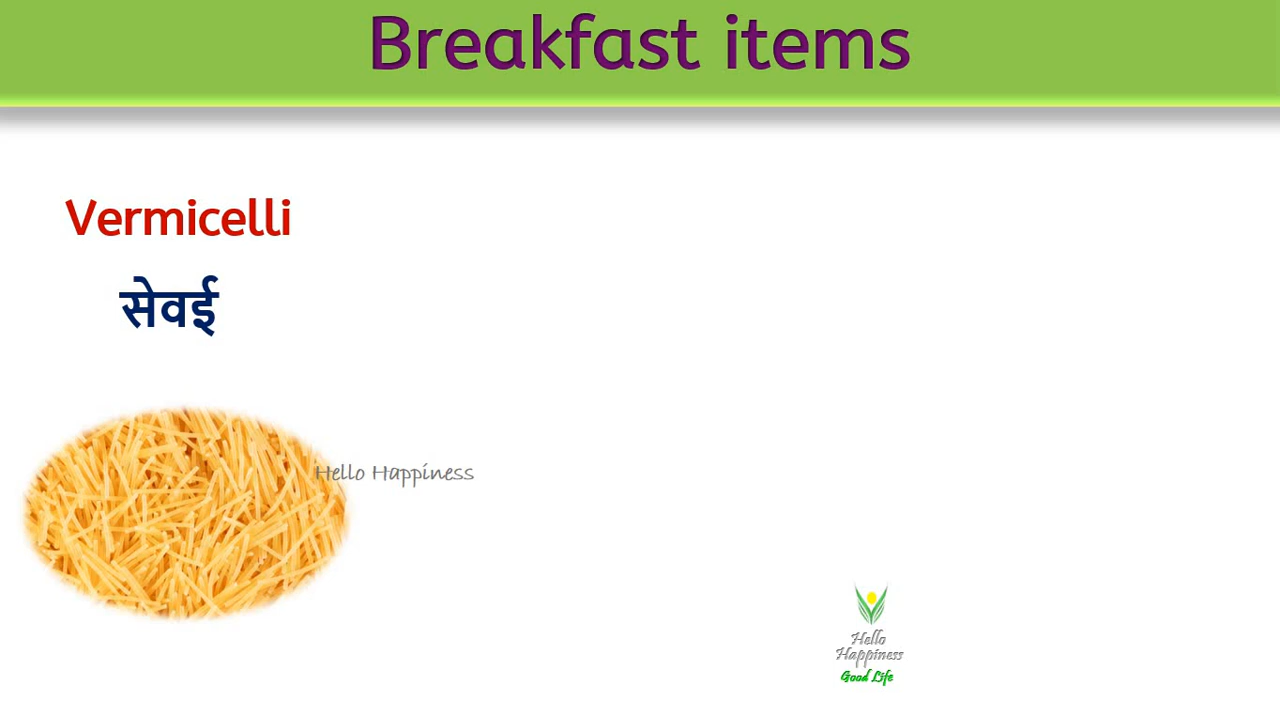 Breakfast items
Vermicelli
सेवई
Hello Happiness
Hello
Happiness
Good Life